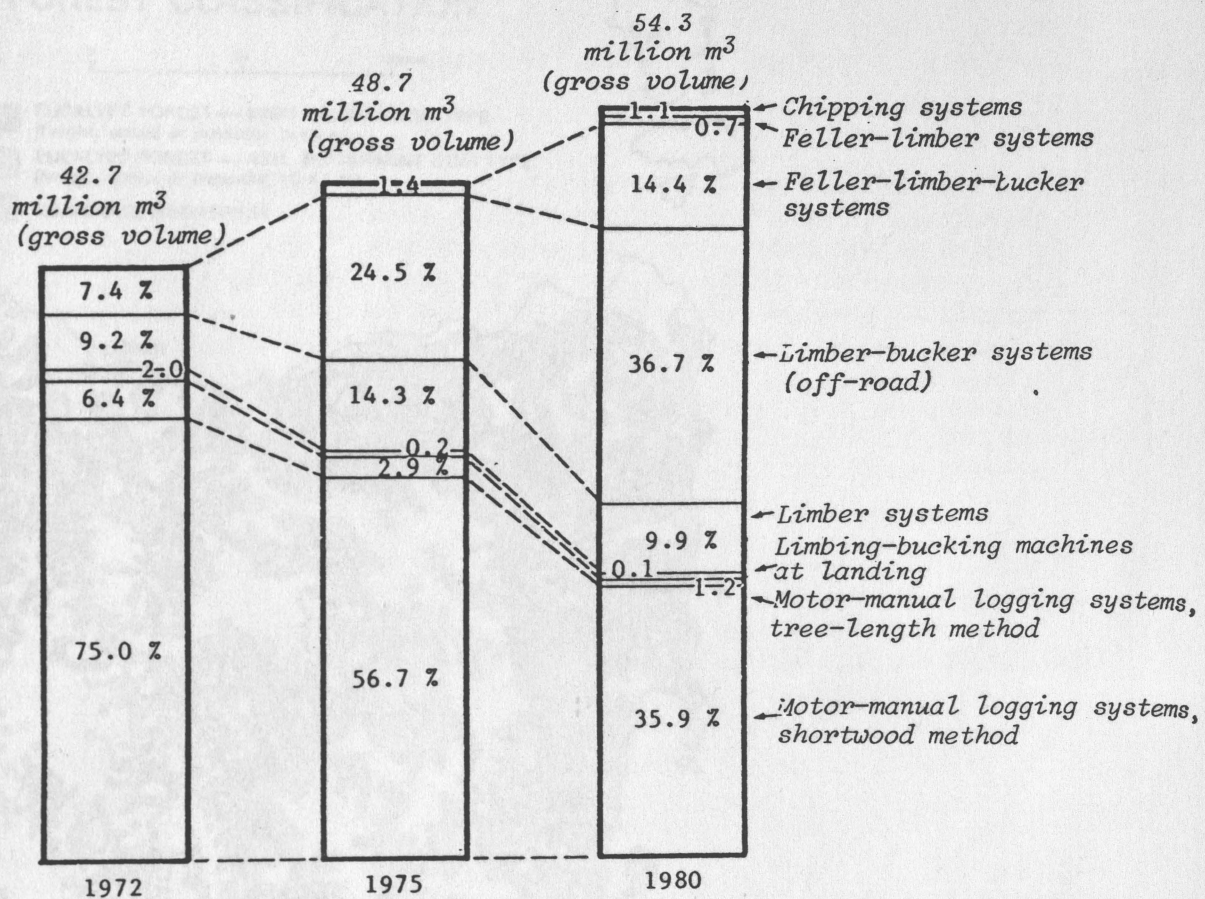 42.7
million m³
(gross volume)
7.4 %
9.2 %
2.0
6.4 %
75.0 %
1972
48.7
million m³
(gross volume)
1.4
24.5 %
14.3 %
0.2
2.9 %
56.7 %
1975
54.3
million m³
(gross volume)
1.1
0.7
14.4 %
36.7 %
9.9 %
0.1
1.2
35.9 %
1980
Chipping systems
Feller-limber systems
Feller-limber-bucker
systems
Limber-bucker systems
(off-road)
Limber systems
Limbing-bucking machines
at landing
Motor-manual logging systems,
tree-length method
Motor-manual logging systems,
shortwood method